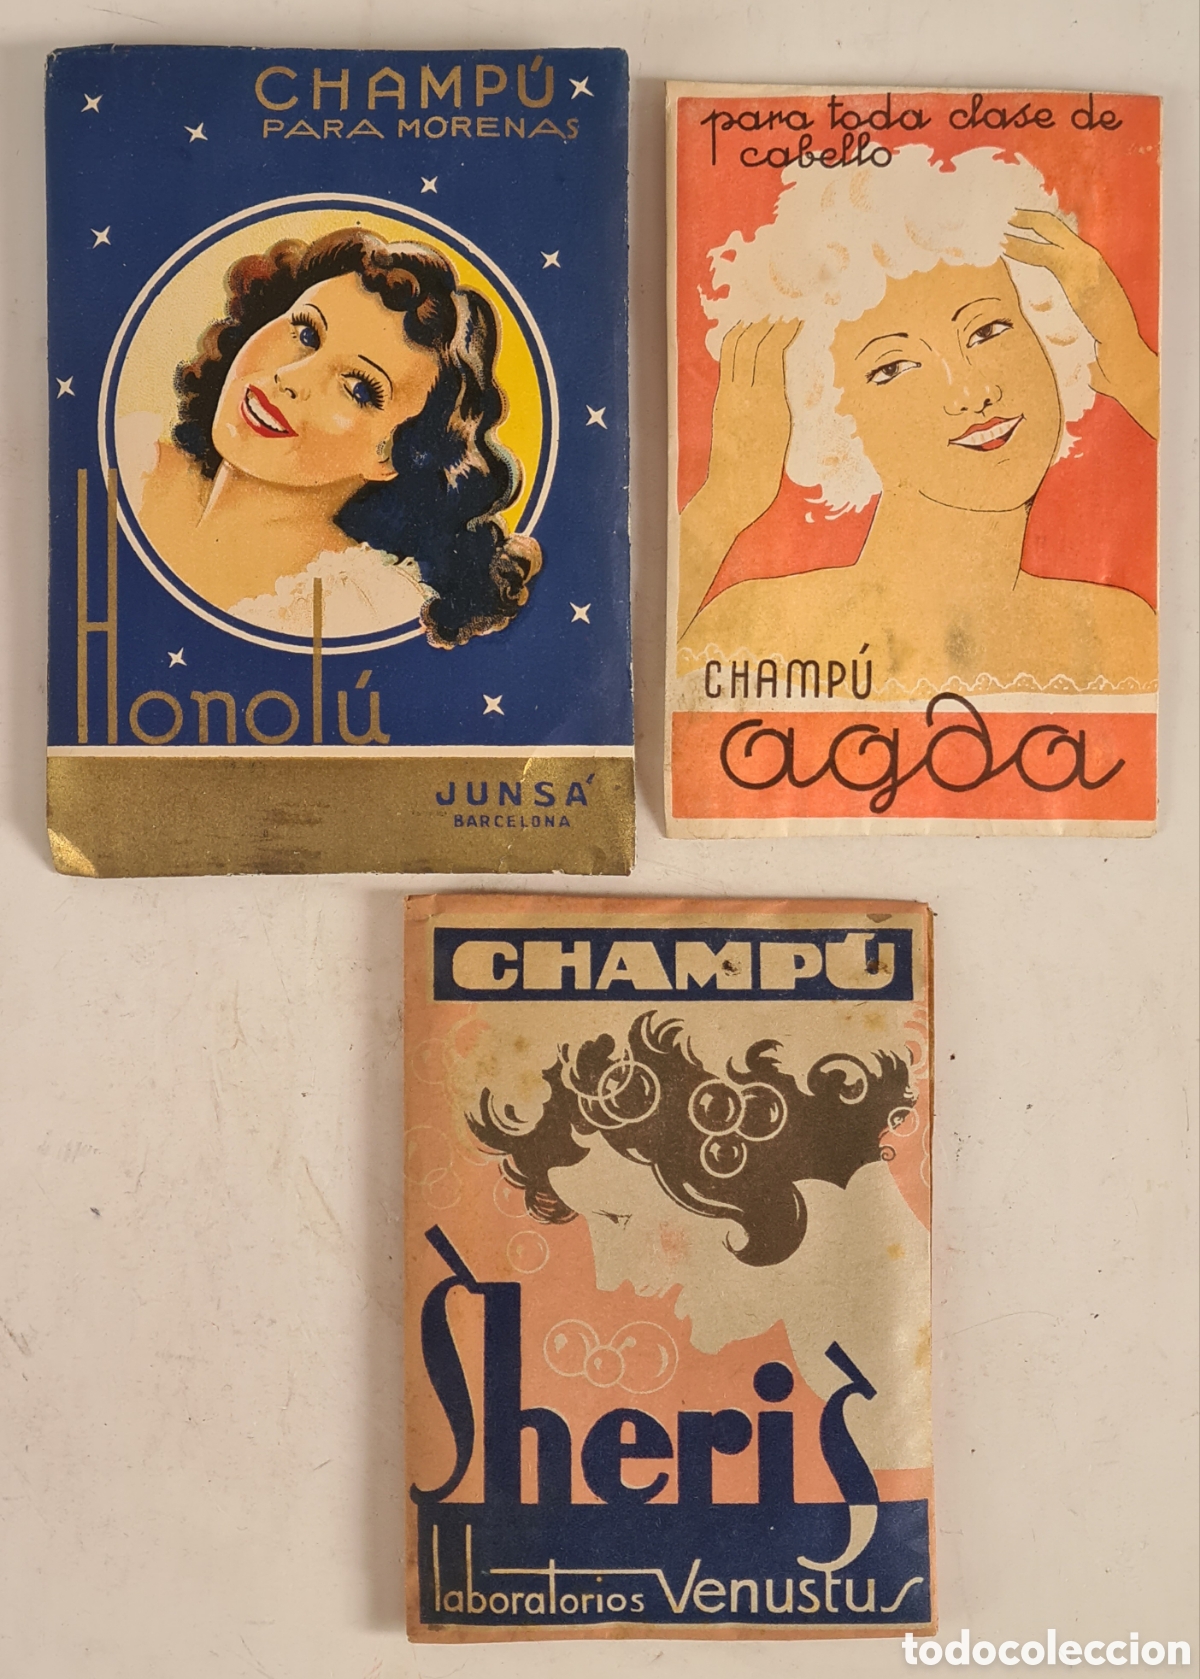 CHAMPÚ
PARA MORENAS
Honolú
JUNSÁ
BARCELONA
para toda clase de
cabello
CHAMPÚ
agda
CHAMPÚ
Sheris
laboratorios Venustus
todocoleccion